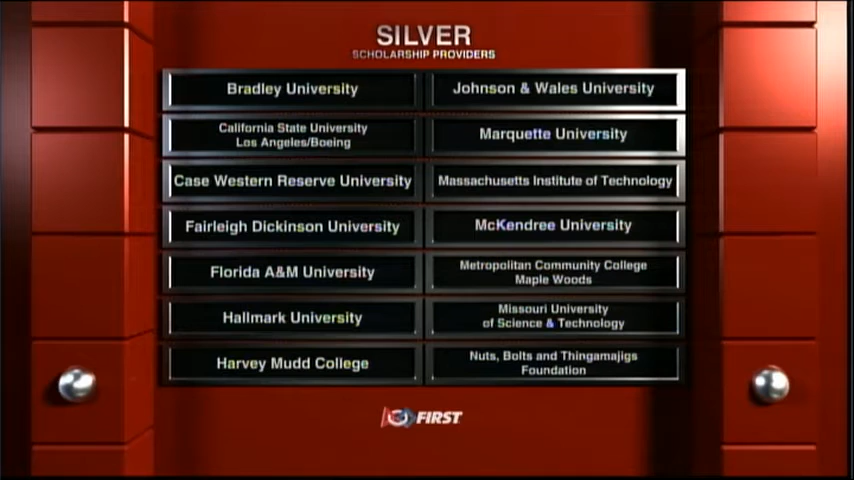 SILVER
SCHOLARSHIP PROVIDERS
Bradley University
Johnson & Wales University
California State University
Los Angeles/Boeing
Marquette University
Case Western Reserve University
Massachusetts Institute of Technology
Fairleigh Dickinson University
McKendree University
Florida A&M University
Metropolitan Community College
Maple Woods
Hallmark University
Missouri University
of Science & Technology
Harvey Mudd College
Nuts, Bolts and Thingamajigs
Foundation
FIRST